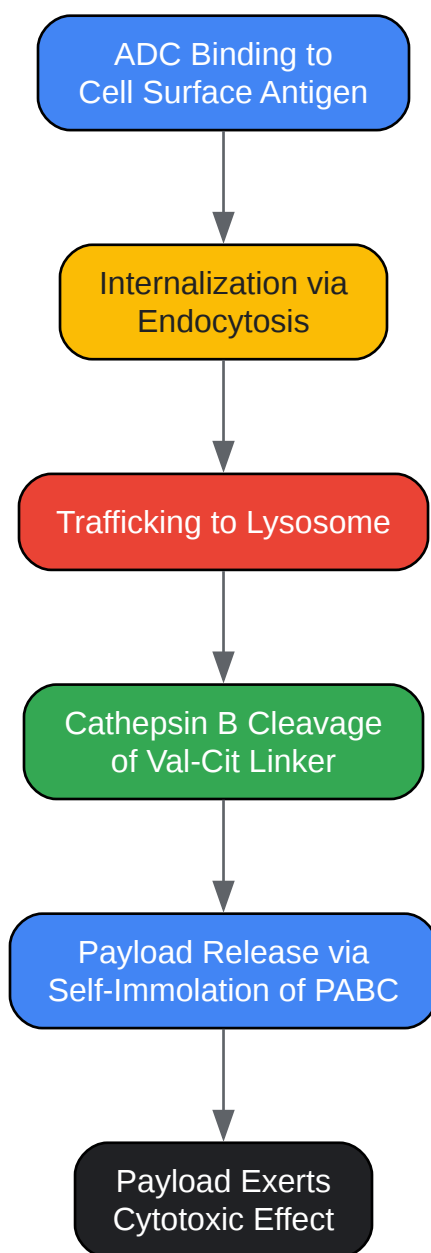 ADC Binding to
Cell Surface Antigen
Internalization via
Endocytosis
Trafficking to Lysosome
Cathepsin B Cleavage
of Val-Cit Linker
Payload Release via
Self-Immolation of PABC
Payload Exerts
Cytotoxic Effect